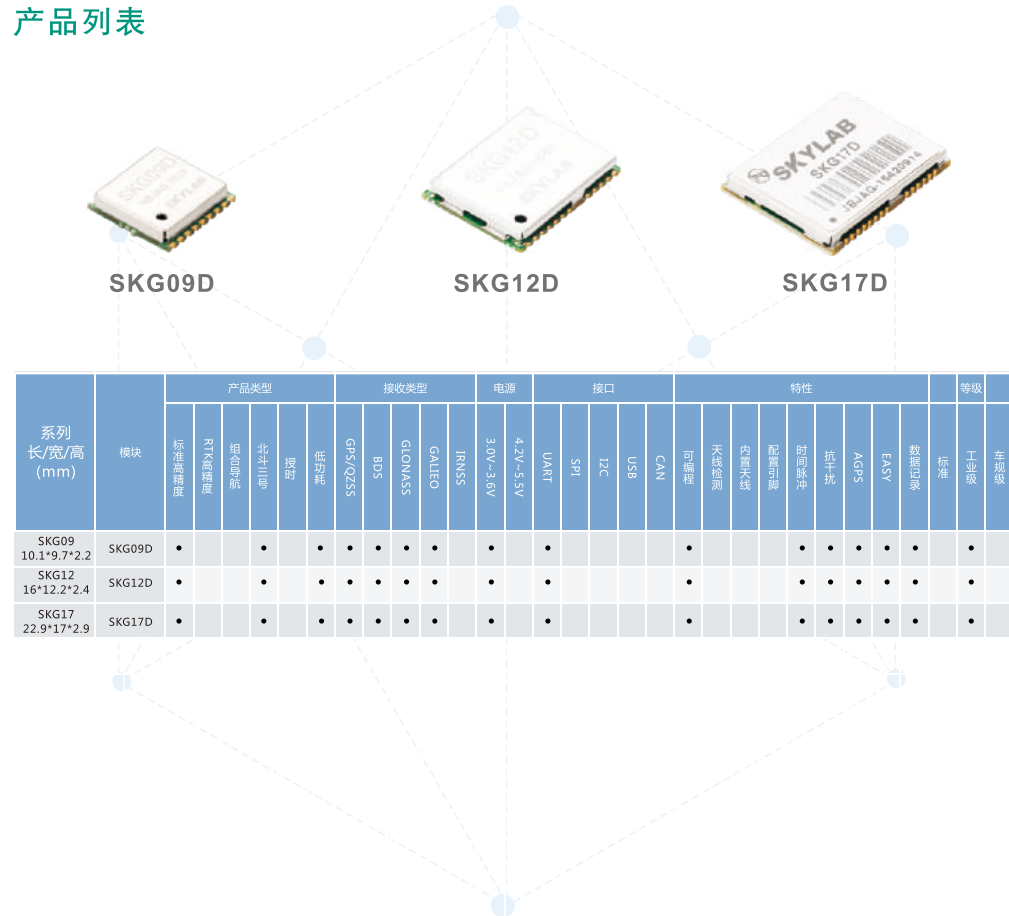 产品列表
SKG09D
SKYLAB
SKG12D
SKYLAB
SKYLAB
SKG17D
JBJAG-16420914
SKG09D SKG12D SKG17D
产品类型 接收类型 电源 接口 特性 等级
系列
长/宽/高
(mm)
模块 标准高精度 RTK高精度 组合导航 北斗三号 授时 低功耗 GPS/QZSS BDS GLONASS GALIEO IRNSS 3.0V~3.6V 4.2V~5.5V UART SPI I2C USB CAN 可编程 天线检测 内置天线 配置引脚 时间脉冲 抗干扰 AGPS EASY 数据记录 标准 工业级 车规级
SKG09
10.1*9.7*2.2 SKG09D • • • • • • • • • • • • • • • •
SKG12
16*12.2*2.4 SKG12D • • • • • • • • • • • • • • • •
SKG17
22.9*17*2.9 SKG17D • • • • • • • • • • • • • • • •